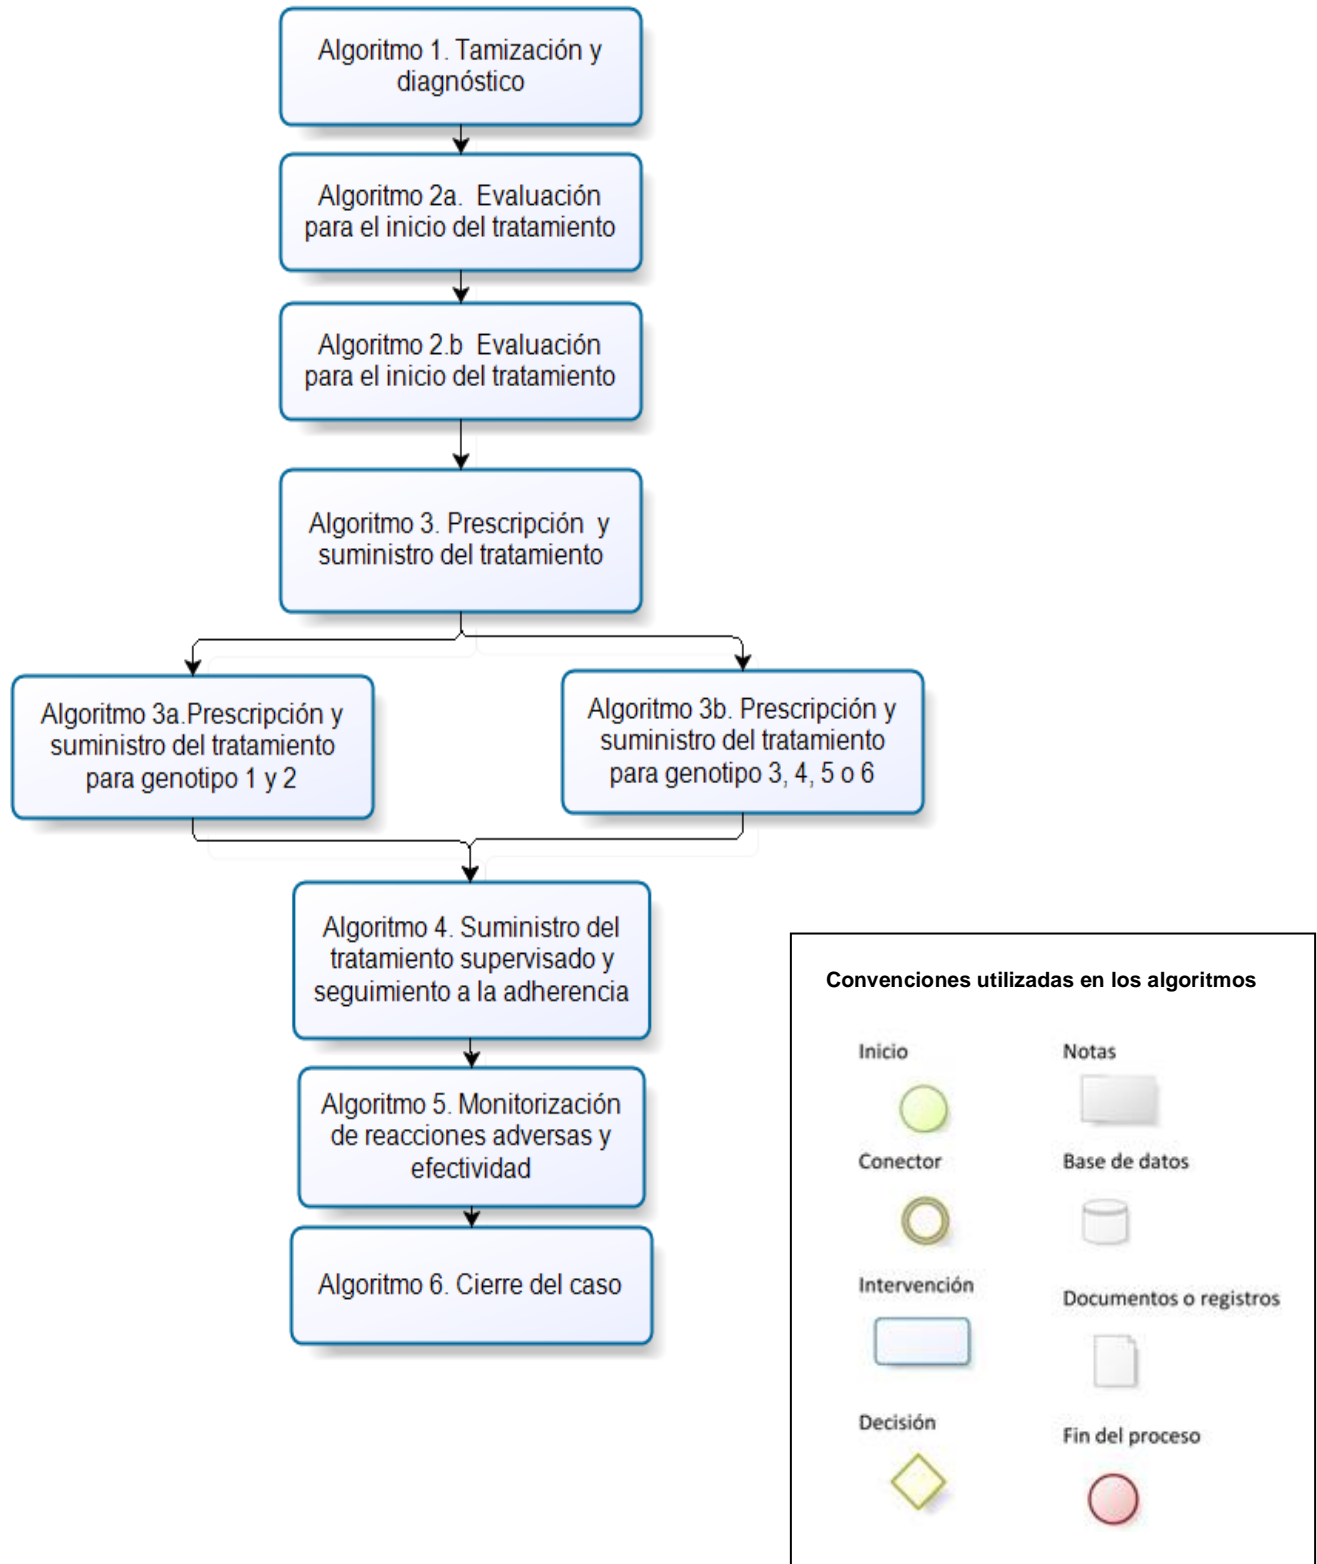 Algoritmo 1. Tamización y
diagnóstico
Algoritmo 2a.  Evaluación
para el inicio del tratamiento
Algoritmo 2.b  Evaluación
para el inicio del tratamiento
Algoritmo 3. Prescripción  y
suministro del tratamiento
Algoritmo 3a.Prescripción y
suministro del tratamiento
para genotipo 1 y 2
Algoritmo 3b. Prescripción y
suministro del tratamiento
para genotipo 3, 4, 5 o 6
Algoritmo 4. Suministro del
tratamiento supervisado y
seguimiento a la adherencia
Algoritmo 5. Monitorización
de reacciones adversas y
efectividad
Algoritmo 6. Cierre del caso
Convenciones utilizadas en los algoritmos
Inicio
Notas
Conector
Base de datos
Intervención
Documentos o registros
Decisión
Fin del proceso